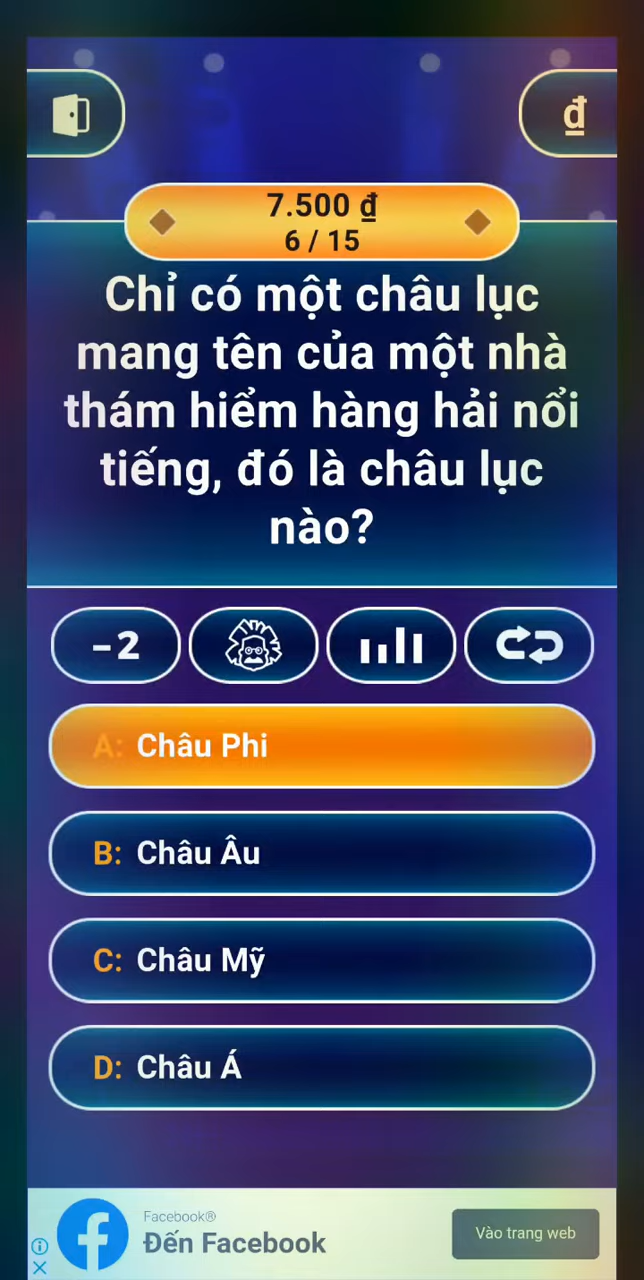 ₫
7.500 ₫
6 / 15
Chỉ có một châu lục
mang tên của một nhà
thám hiểm hàng hải nổi
tiếng, đó là châu lục
nào?
-2
A: Châu Phi
B: Châu Âu
C: Châu Mỹ
D: Châu Á
Facebook®
Đến Facebook
Vào trang web